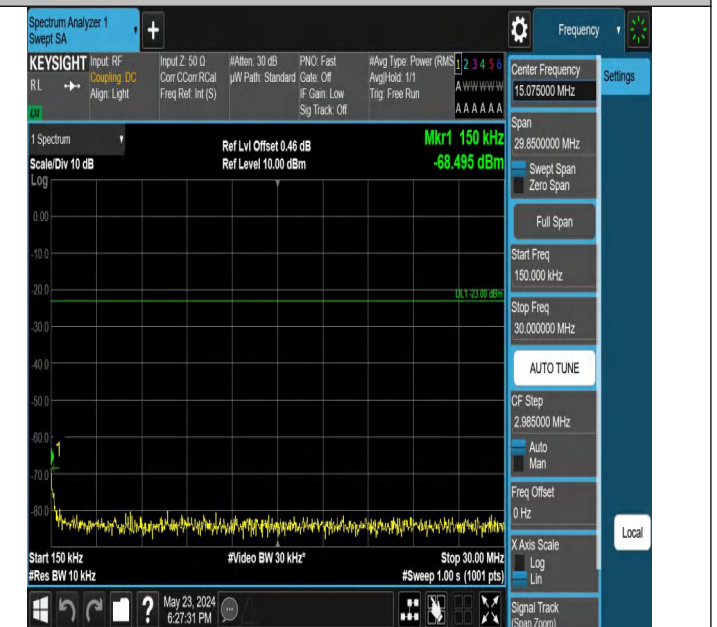 Spectrum Analyzer 1
Swept SA
+
Frequency
KEYSIGHT
RL
LXI
Input: RF
Coupling: DC
Align: Light
Input Z: 50 Ω
Corr CCorr RCal
Freq Ref: Int (S)
#Atten: 30 dB
µW Path: Standard
PNO: Fast
Gate: Off
IF Gain: Low
Sig Track: Off
#Avg Type: Power (RMS
Avg|Hold: 1/1
Trig: Free Run
1 2 3 4 5 6
A W W W W W
A A A A A A
Center Frequency
15.075000 MHz
Settings
1 Spectrum
Scale/Div 10 dB
Ref Lvl Offset 0.46 dB
Ref Level 10.00 dBm
Mkr1 150 kHz
-68.495 dBm
Log
0.00
-10.0
-20.0
DL1 -23.00 dBm
-30.0
-40.0
-50.0
-60.0
1
-70.0
-80.0
Start 150 kHz
#Res BW 10 kHz
#Video BW 30 kHz*
Stop 30.00 MHz
#Sweep 1.00 s (1001 pts)
Span
29.8500000 MHz
Swept Span
Zero Span
Full Span
Start Freq
150.000 kHz
Stop Freq
30.000000 MHz
AUTO TUNE
CF Step
2.985000 MHz
Auto
Man
Freq Offset
0 Hz
X Axis Scale
Log
Lin
Signal Track
(Span Zoom)
Local
?
May 23, 2024
6:27:31 PM